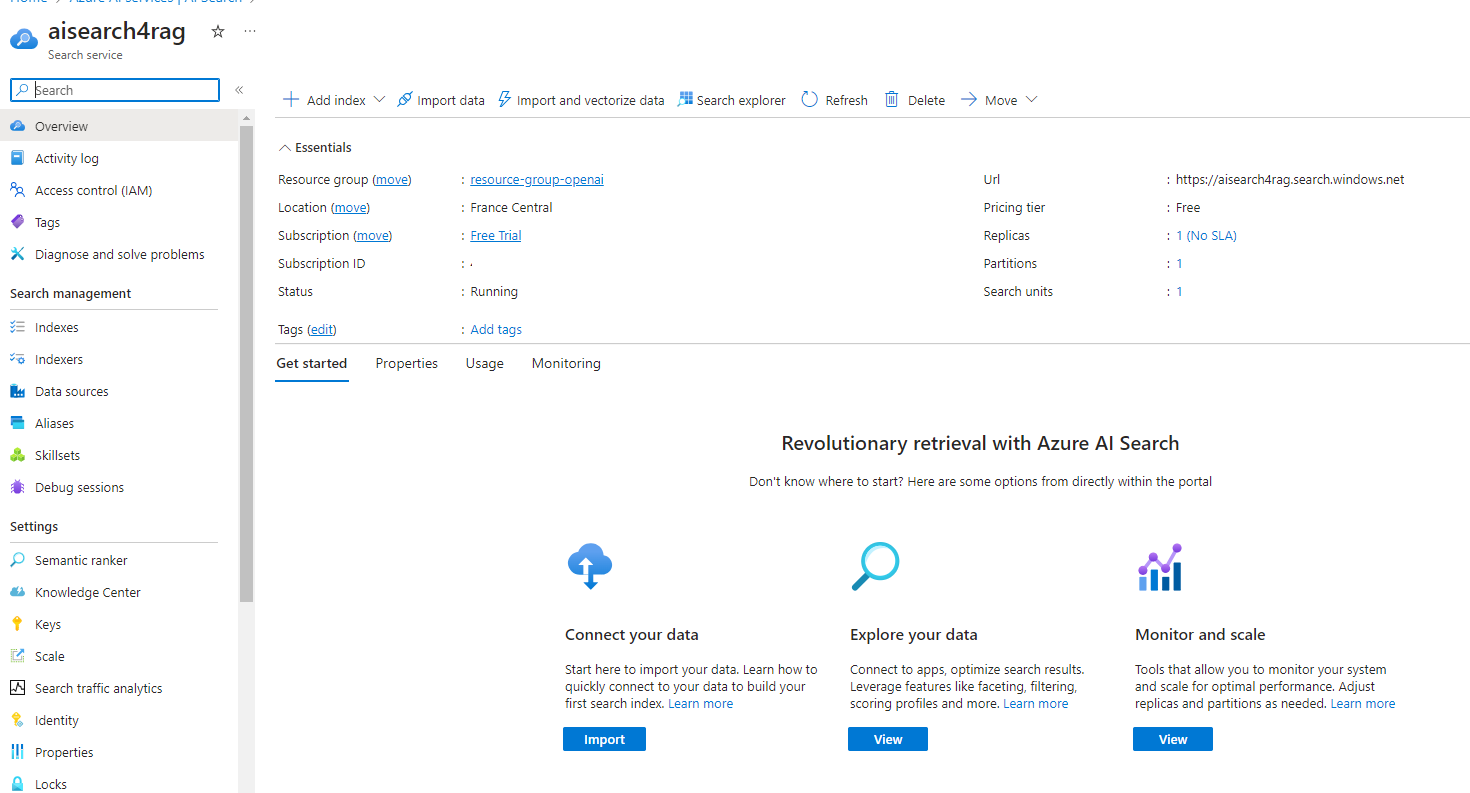 Home > Azure AI services | AI Search >
aisearch4rag
Search service
Search
Overview
Activity log
Access control (IAM)
Tags
Diagnose and solve problems
Search management
Indexes
Indexers
Data sources
Aliases
Skillsets
Debug sessions
Settings
Semantic ranker
Knowledge Center
Keys
Scale
Search traffic analytics
Identity
Properties
Locks
Add index
Import data
Import and vectorize data
Search explorer
Refresh
Delete
Move
Essentials
Resource group (move) : resource-group-openai
Location (move) : France Central
Subscription (move) : Free Trial
Subscription ID :
Status : Running
Tags (edit) : Add tags
Url : https://aisearch4rag.search.windows.net
Pricing tier : Free
Replicas : 1 (No SLA)
Partitions : 1
Search units : 1
Get started Properties Usage Monitoring
Revolutionary retrieval with Azure AI Search
Don't know where to start? Here are some options from directly within the portal
Connect your data
Start here to import your data. Learn how to
quickly connect to your data to build your
first search index. Learn more
Import
Explore your data
Connect to apps, optimize search results.
Leverage features like faceting, filtering,
scoring profiles and more. Learn more
View
Monitor and scale
Tools that allow you to monitor your system
and scale for optimal performance. Adjust
replicas and partitions as needed. Learn more
View